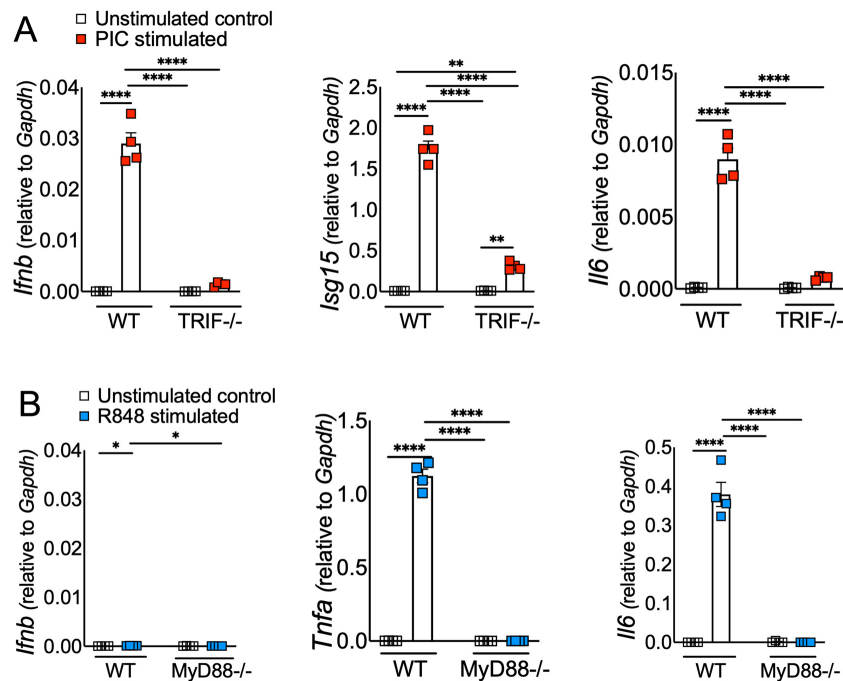 A
Unstimulated control
PIC stimulated
Ifnb (relative to Gapdh)
0.04
0.03
0.02
0.01
0.00
****
****
****
WT
TRIF-/-
Isg15 (relative to Gapdh)
2.5
2.0
1.5
1.0
0.5
0.0
**
****
****
****
**
WT
TRIF-/-
Il6 (relative to Gapdh)
0.015
0.010
0.005
0.000
****
****
****
WT
TRIF-/-
B
Unstimulated control
R848 stimulated
Ifnb (relative to Gapdh)
0.04
0.03
0.02
0.01
0.00
*
*
WT
MyD88-/-
Tnfa (relative to Gapdh)
1.5
1.0
0.5
0.0
****
****
****
WT
MyD88-/-
Il6 (relative to Gapdh)
0.5
0.4
0.3
0.2
0.1
0.0
****
****
****
WT
MyD88-/-